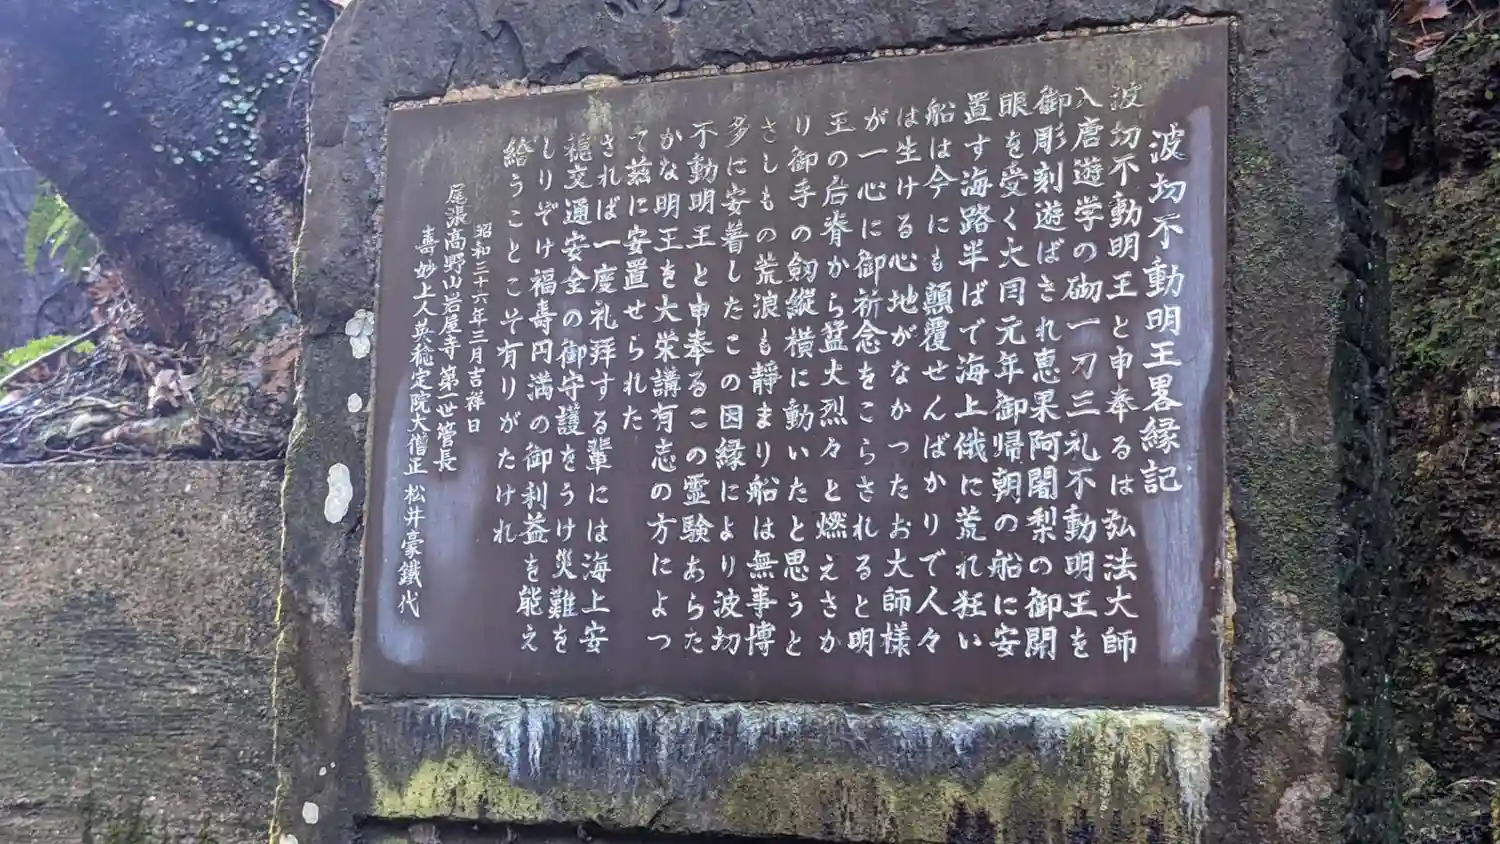 波切不動明王畧縁記
波切不動明王と申奉るは弘法大師
入唐遊学の砌一刀三礼不動明王を
御彫刻遊ばされ恵果阿闍梨の御開
眼を受く大同元年御帰朝の船に安
置す海路半ばで海上俄に荒れ狂い
船は今にも顛覆せんばかりで人々
は生ける心地がなかったお大師様
が一心に御祈念をこらされると明
王の后脊から猛火烈々と燃えさか
り御手の剱縦横に動いたと思うと
さしもの荒浪も靜まり船は無事博
多に安着したこの因縁により波切
不動明王と申奉るこの霊験あらた
かな明王を大栄講有志の方によつ
て茲に安置せられた
されば一度礼拜する輩には海上安
穏交通安全の御守護をうけ災難を
しりぞけ福壽円満の御利益を能え
給うことこそ有りがたけれ
昭和三十六年三月吉祥日
尾張高野山岩屋寺第一世管長
壽妙上人英稔定院大僧正 松井豪鐵代